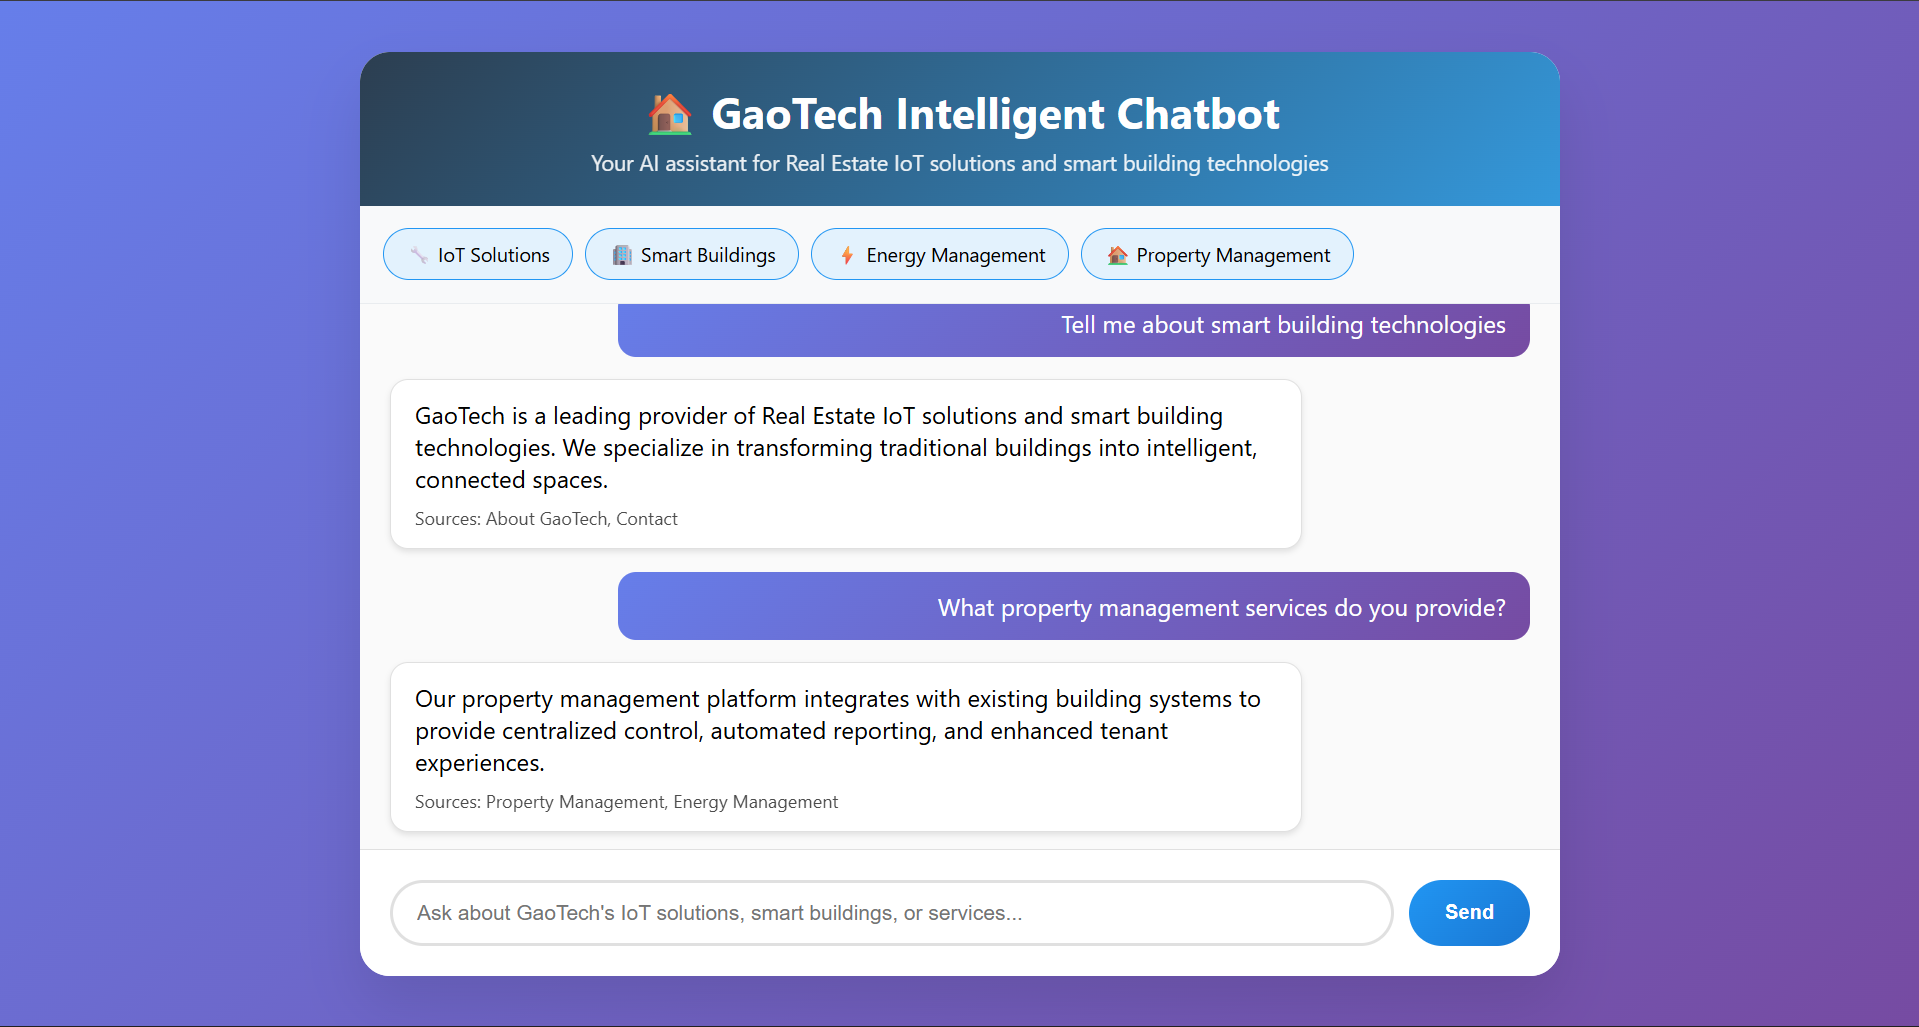 GaoTech Intelligent Chatbot
Your AI assistant for Real Estate IoT solutions and smart building technologies
IoT Solutions
Smart Buildings
Energy Management
Property Management
Tell me about smart building technologies
GaoTech is a leading provider of Real Estate IoT solutions and smart building
technologies. We specialize in transforming traditional buildings into intelligent,
connected spaces.
Sources: About GaoTech, Contact
What property management services do you provide?
Our property management platform integrates with existing building systems to
provide centralized control, automated reporting, and enhanced tenant
experiences.
Sources: Property Management, Energy Management
Ask about GaoTech's IoT solutions, smart buildings, or services...
Send